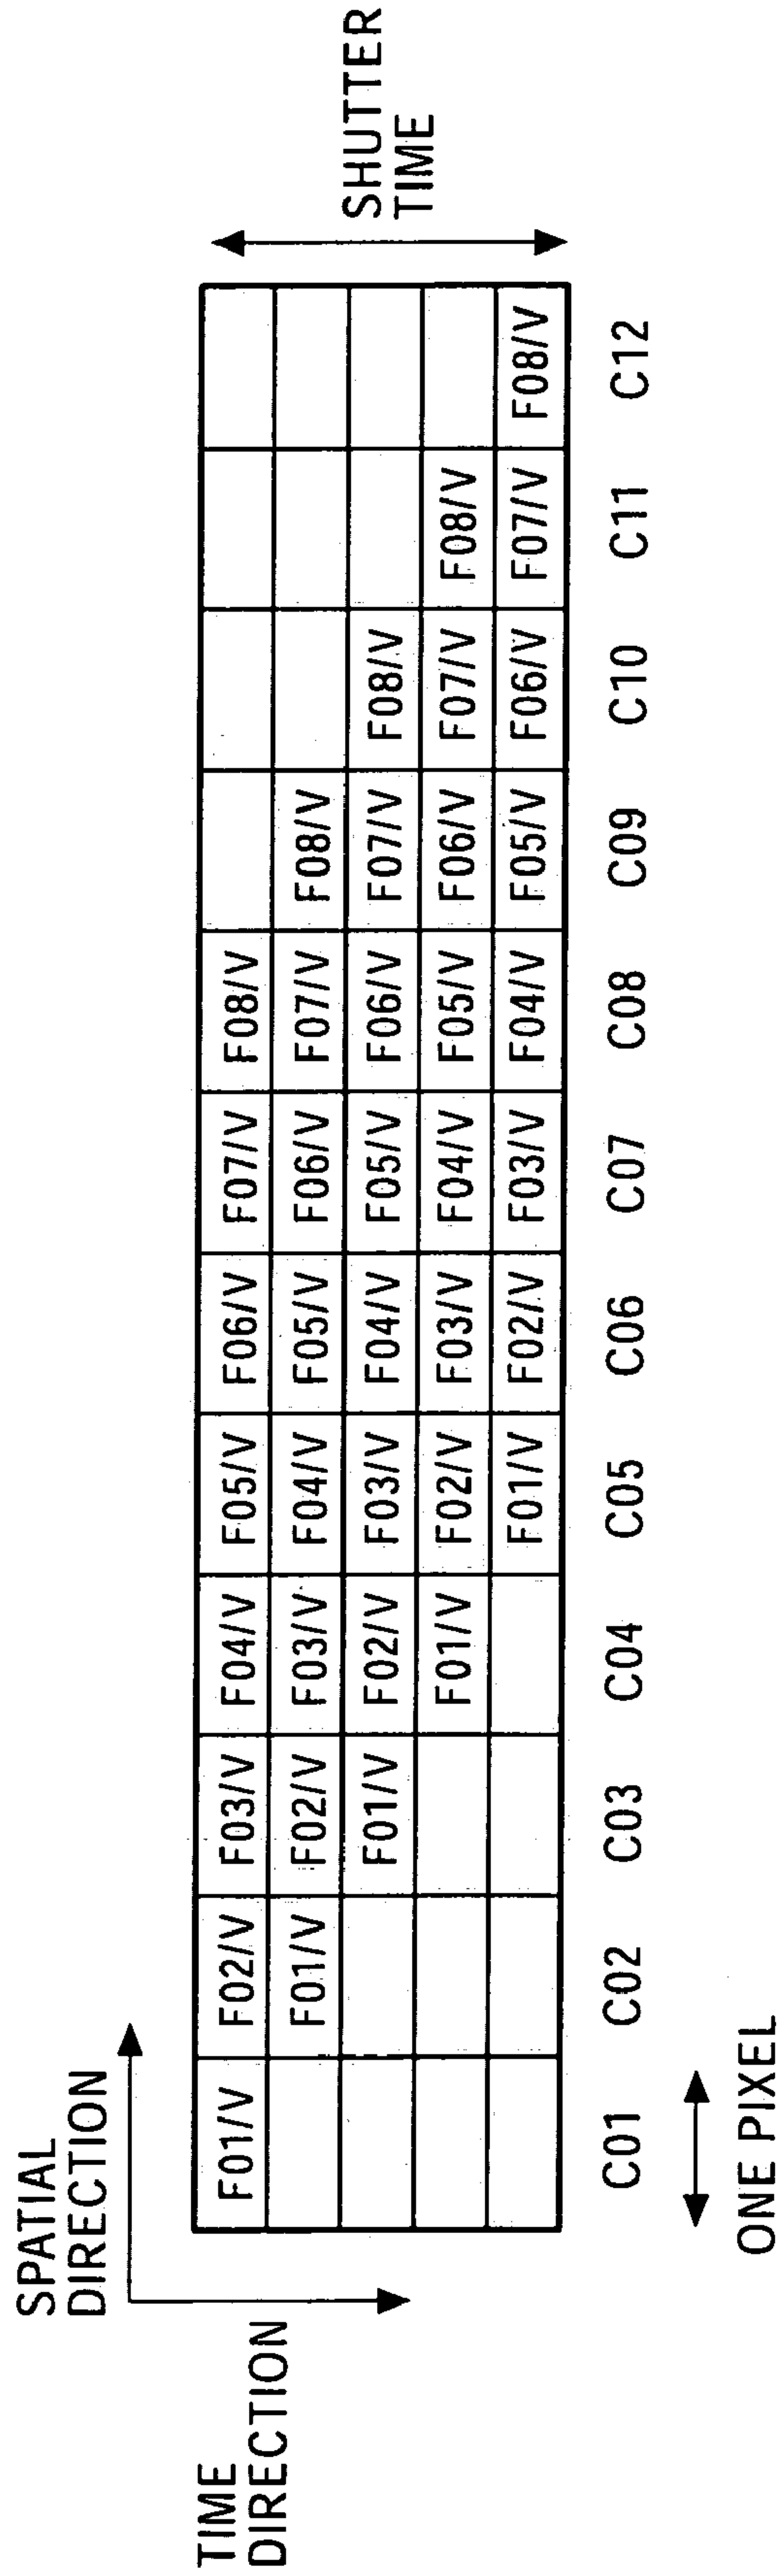 SPATIAL
DIRECTION
TIME
DIRECTION
F01/V F02/V F03/V F04/V F05/V F06/V F07/V F08/V
F01/V F02/V F03/V F04/V F05/V F06/V F07/V F08/V
F01/V F02/V F03/V F04/V F05/V F06/V F07/V F08/V
F01/V F02/V F03/V F04/V F05/V F06/V F07/V F08/V
F01/V F02/V F03/V F04/V F05/V F06/V F07/V F08/V
SHUTTER
TIME
C01 C02 C03 C04 C05 C06 C07 C08 C09 C10 C11 C12
ONE PIXEL